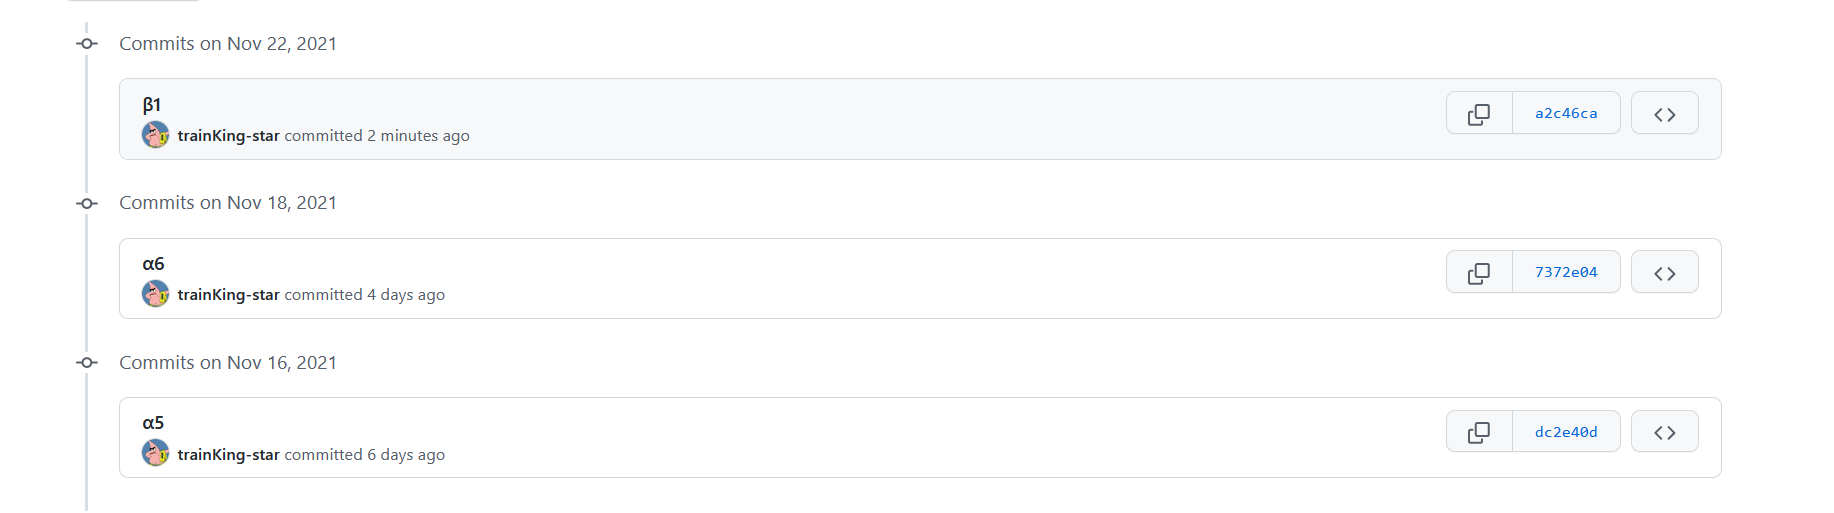 Commits on Nov 22, 2021
β1
trainKing-star committed 2 minutes ago
a2c46ca
Commits on Nov 18, 2021
α6
trainKing-star committed 4 days ago
7372e04
Commits on Nov 16, 2021
α5
trainKing-star committed 6 days ago
dc2e40d